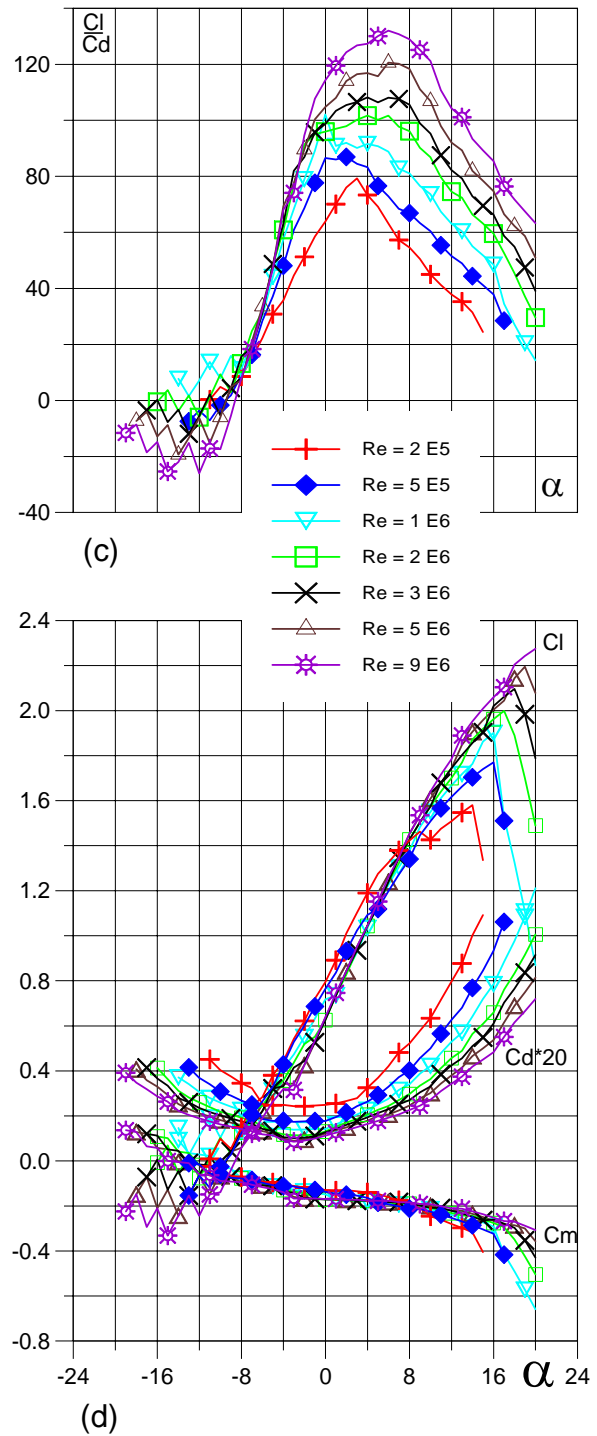 Cl
Cd
120
80
40
0
-40
α
(c)
Re = 2 E5
Re = 5 E5
Re = 1 E6
Re = 2 E6
Re = 3 E6
Re = 5 E6
Re = 9 E6
2.4
Cl
2.0
1.6
1.2
0.8
0.4
Cd*20
0.0
Cm
-0.4
-0.8
-24 -16 -8 0 8 16 α 24
(d)